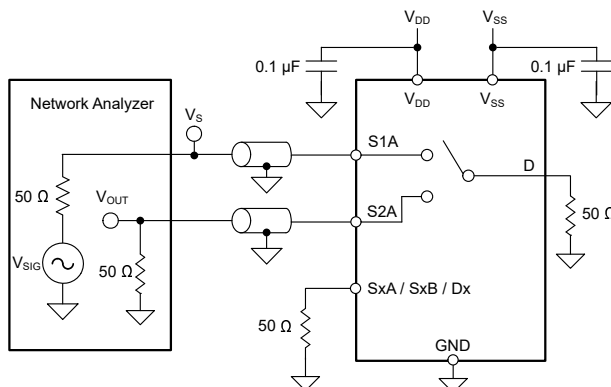 V_DD
V_SS
0.1 µF
0.1 µF
V_DD
V_SS
Network Analyzer
V_S
S1A
D
50 Ω
V_OUT
S2A
50 Ω
V_SIG
50 Ω
SxA / SxB / Dx
50 Ω
GND